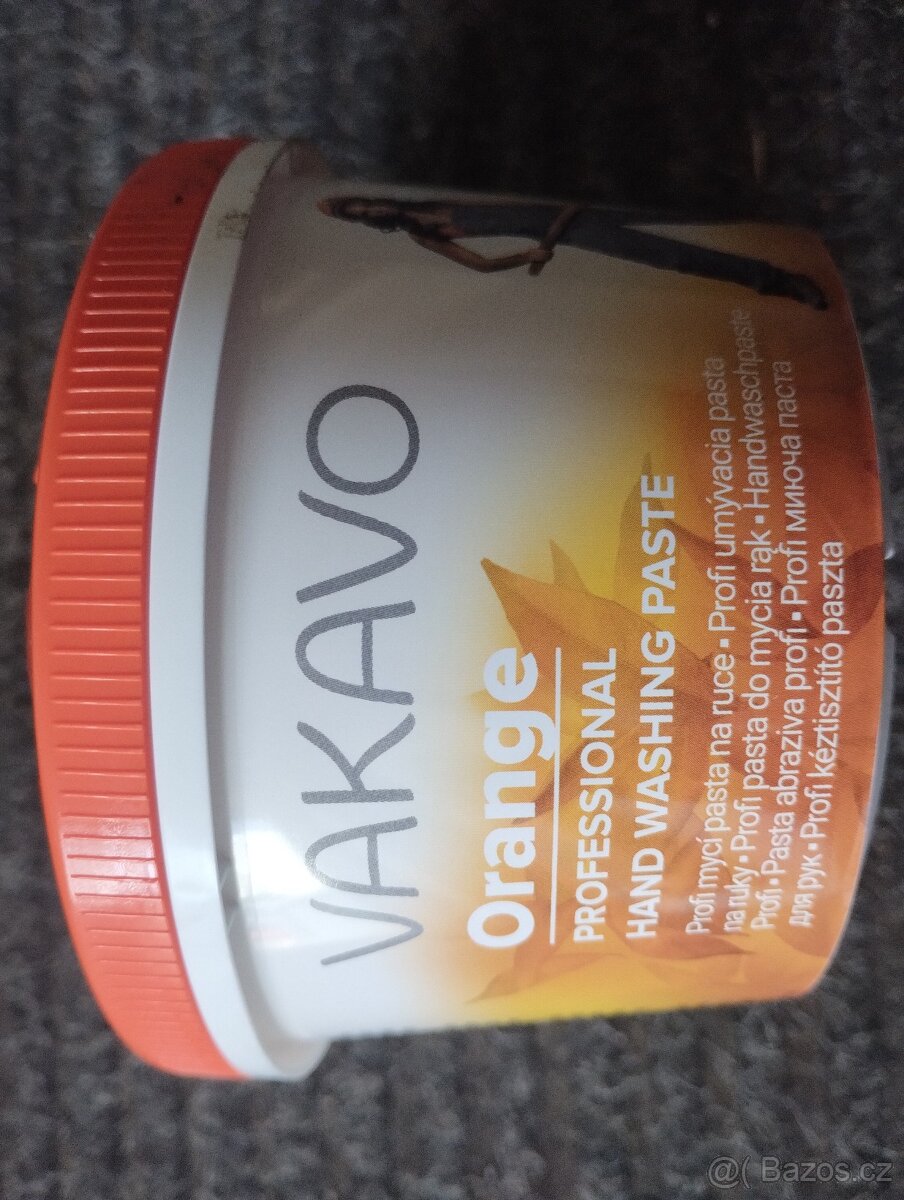 VAKAVO
Orange
PROFESSIONAL
HAND WASHING PASTE
Profi mycí pasta na ruce • Profi umývacia pasta
na ruky • Profi pasta do mycia rąk • Handwaschpaste
Profi • Pasta abraziva profi • Profi миюча паста
для рук • Profi kéztisztító paszta
@( Bazos.cz